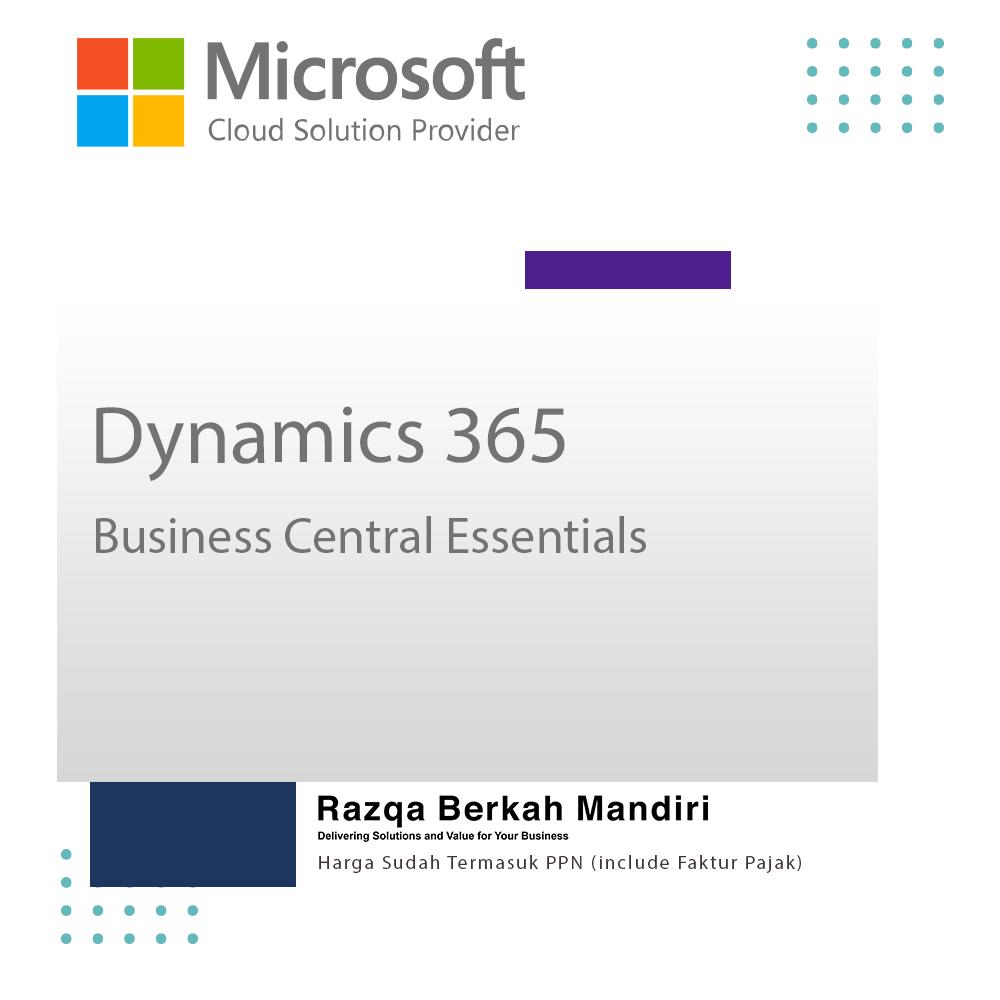 Microsoft
Cloud Solution Provider
Dynamics 365
Business Central Essentials
Razqa Berkah Mandiri
Delivering Solutions and Value for Your Business
Harga Sudah Termasuk PPN (include Faktur Pajak)